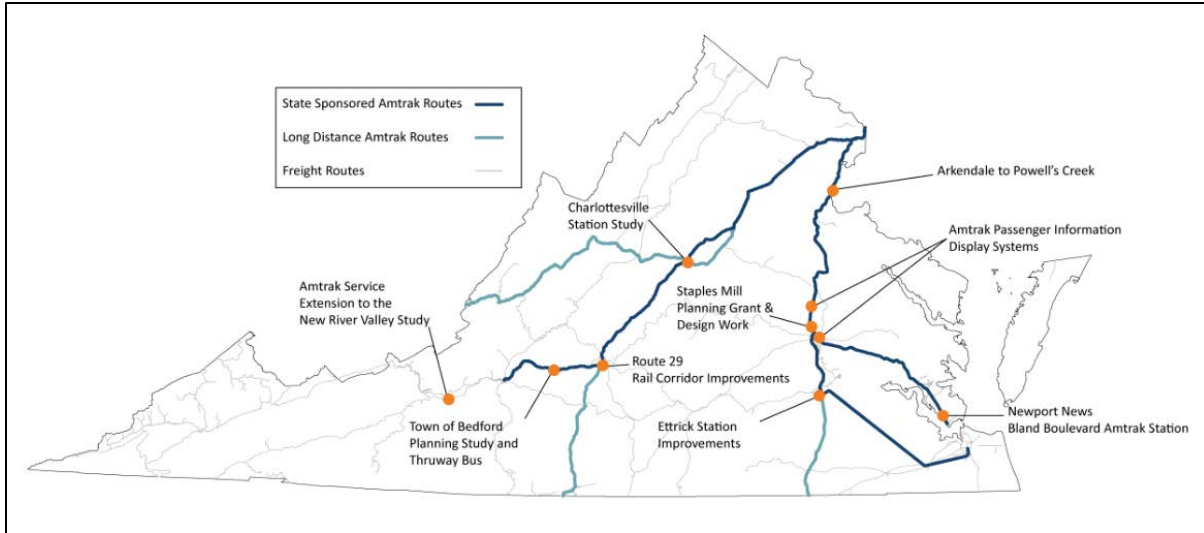 State Sponsored Amtrak Routes
Long Distance Amtrak Routes
Freight Routes
Arkendale to Powell's Creek
Charlottesville
Station Study
Amtrak Passenger Information
Display Systems
Amtrak Service
Extension to the
New River Valley Study
Staples Mill
Planning Grant &
Design Work
Route 29
Rail Corridor Improvements
Town of Bedford
Planning Study and
Thruway Bus
Ettrick Station
Improvements
Newport News
Bland Boulevard Amtrak Station